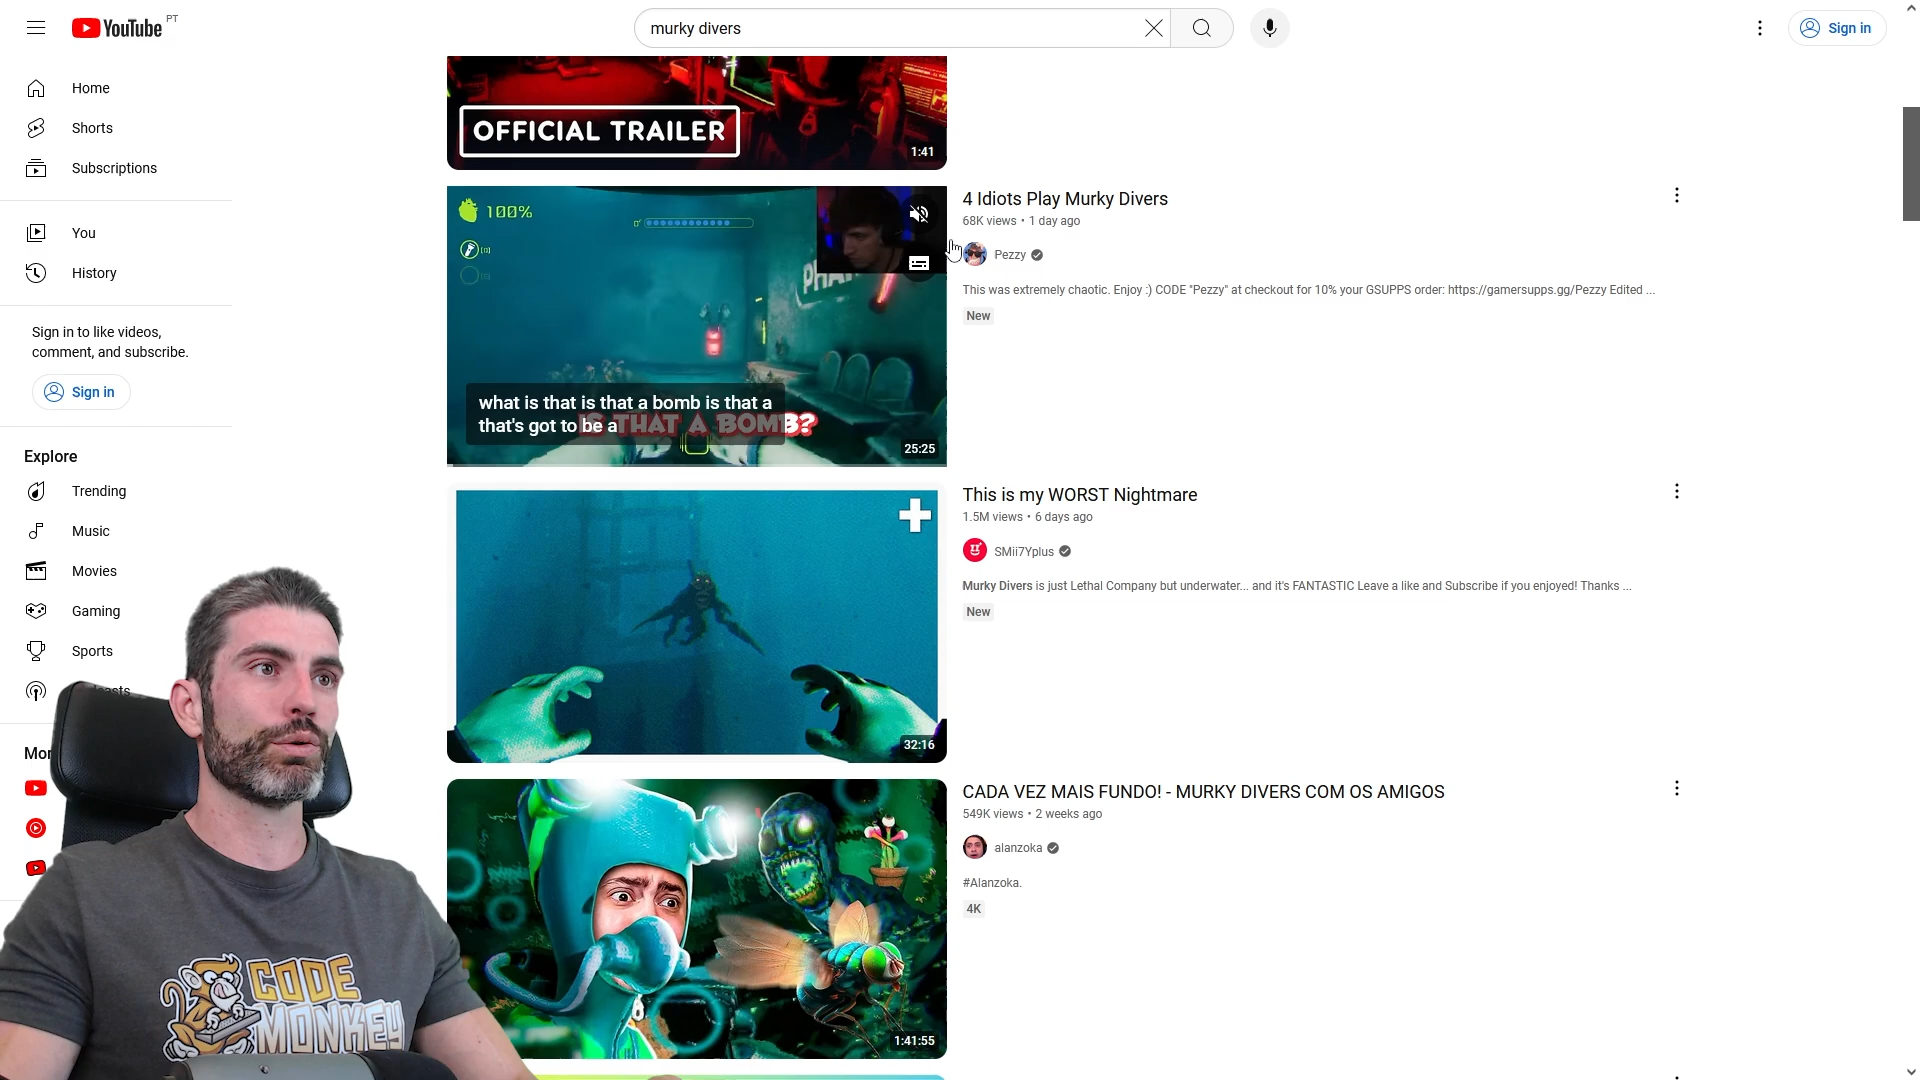 YouTube PT
murky divers
Sign in
Home
Shorts
Subscriptions
You
History
Sign in to like videos,
comment, and subscribe.
Sign in
Explore
Trending
Music
Movies
Gaming
Sports
OFFICIAL TRAILER
1:41
100%
what is that is that a bomb is that a
that's got to be a
IS THAT A BOMB?
25:25
4 Idiots Play Murky Divers
68K views • 1 day ago
Pezzy
This was extremely chaotic. Enjoy :) CODE "Pezzy" at checkout for 10% your GSUPPS order: https://gamersupps.gg/Pezzy Edited ...
New
32:16
This is my WORST Nightmare
1.5M views • 6 days ago
SMii7Yplus
Murky Divers is just Lethal Company but underwater... and it's FANTASTIC Leave a like and Subscribe if you enjoyed! Thanks ...
New
1:41:55
CADA VEZ MAIS FUNDO! - MURKY DIVERS COM OS AMIGOS
549K views • 2 weeks ago
alanzoka
#Alanzoka.
4K
CODE
MONKEY